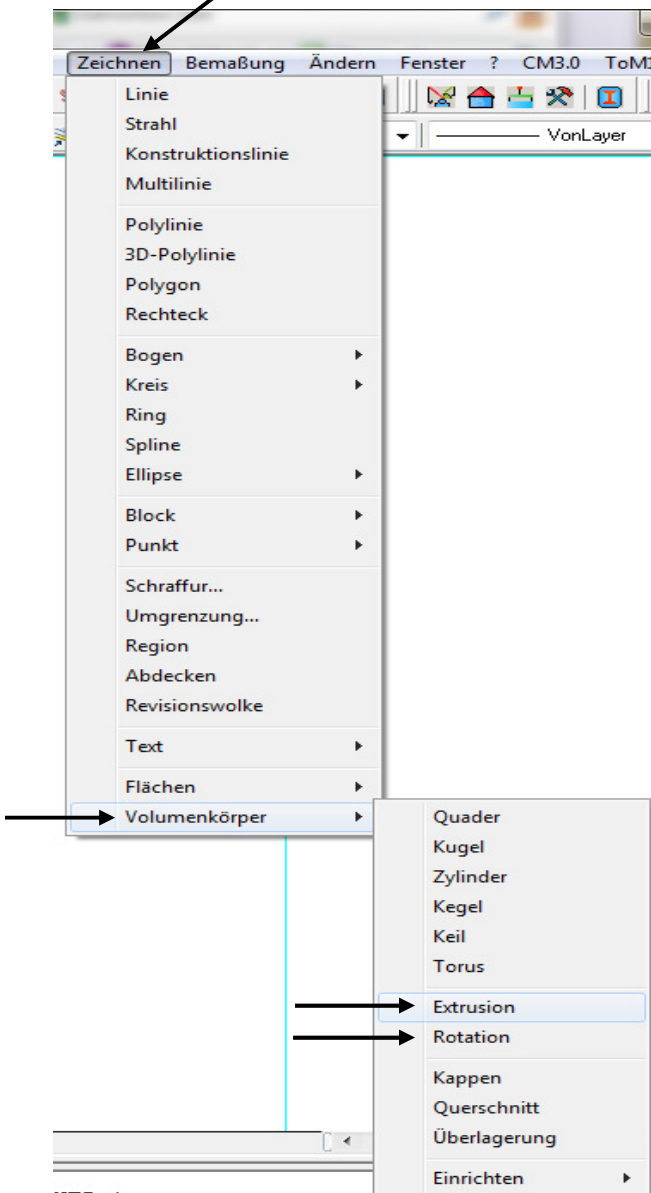 Zeichnen Bemaßung Ändern Fenster ? CM3.0
Linie
Strahl
Konstruktionslinie
Multilinie
VonLayer
Polylinie
3D-Polylinie
Polygon
Rechteck
Bogen
Kreis
Ring
Spline
Ellipse
Block
Punkt
Schraffur...
Umgrenzung...
Region
Abdecken
Revisionswolke
Text
Flächen
Volumenkörper
Quader
Kugel
Zylinder
Kegel
Keil
Torus
Extrusion
Rotation
Kappen
Querschnitt
Überlagerung
Einrichten